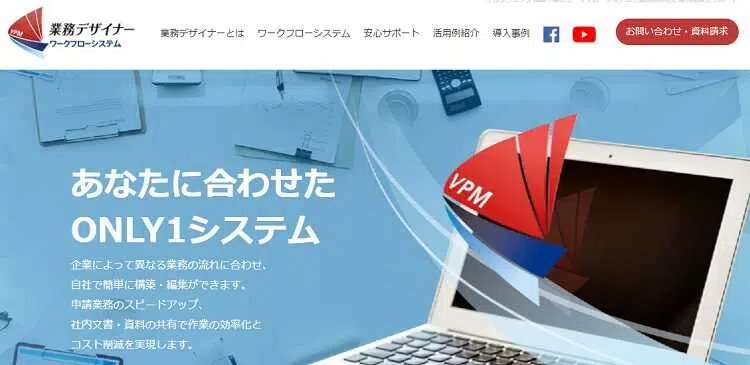 VPM
業務デザイナー
ワークフローシステム
業務デザイナーとは ワークフローシステム 安心サポート 活用例紹介 導入事例
お問い合わせ・資料請求
あなたに合わせた
ONLY1システム
VPM
企業によって異なる業務の流れに合わせ、
自社で簡単に構築・編集ができます。
申請業務のスピードアップ、
社内文書・資料の共有で作業の効率化と
コスト削減を実現します。